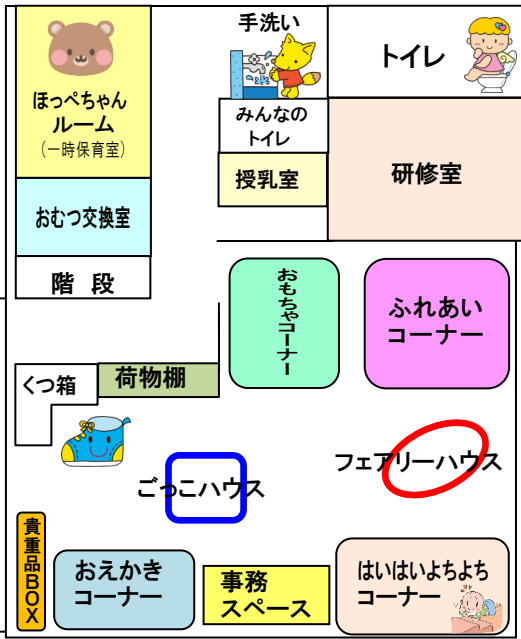 ほっぺちゃん
ルーム
（一時保育室）
手洗い
トイレ
みんなの
トイレ
授乳室
研修室
おむつ交換室
階 段
おもちゃコーナー
ふれあい
コーナー
くつ箱
荷物棚
ごっこハウス
フェアリーハウス
貴重品BOX
おえかき
コーナー
事務
スペース
はいはいよちよち
コーナー